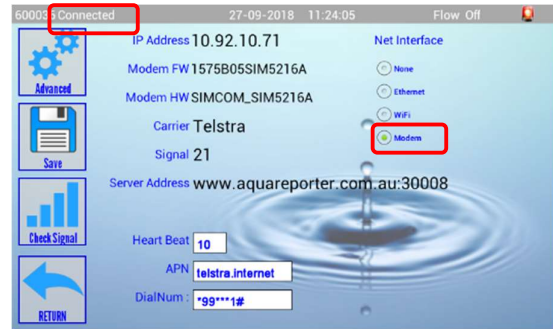 600035 Connected 27-09-2018 11:24:05 Flow Off
IP Address 10.92.10.71 Net Interface
Modem FW 1575B05SIM5216A None
Advanced
Modem HW SIMCOM_SIM5216A Ethernet
Carrier Telstra WiFi
Modem
Signal 21
Save
Server Address www.aquareporter.com.au:30008
Check Signal
Heart Beat 10
APN telstra.internet
DialNum : *99***1#
RETURN